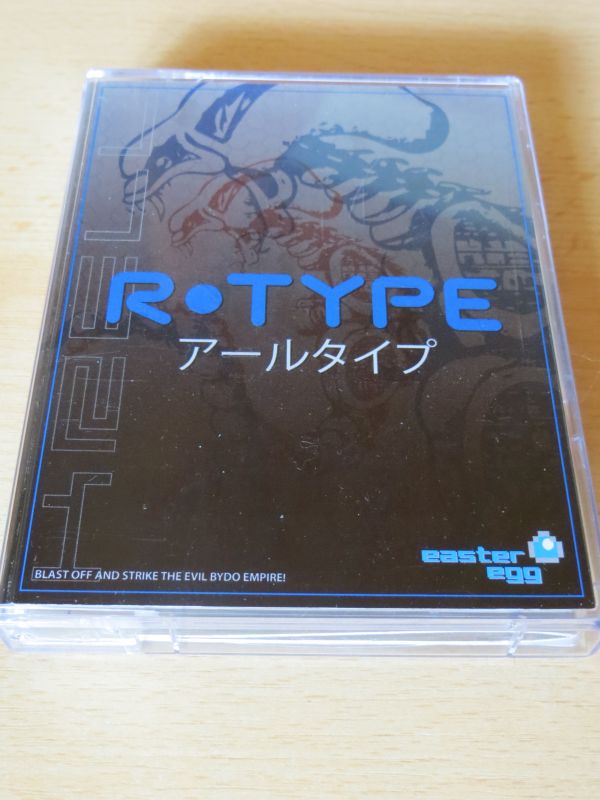 R•TYPE
アールタイプ
easter
egg
BLAST OFF AND STRIKE THE EVIL BYDO EMPIRE!